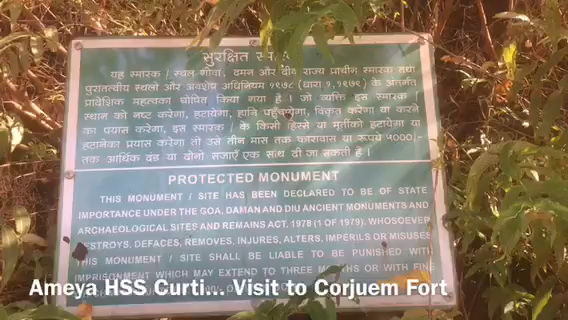 सुरक्षित स्मारक
यह स्मारक / स्थल गोवा, दमन और दीव राज्य प्राचीन स्मारक तथा
पुरातत्वीय स्थलों और अवशेष अधिनियम १९७८ (धारा १,१९७९) के अंतर्गत
प्रादेशिक महत्वका घोषित किया गया है । जो व्यक्ति इस स्मारक /
स्थान को नष्ट करेगा, हटायेगा, हानि पहुँचायेगा, विकृत करेगा या करने
का प्रयास करेगा, इस स्मारक / के किसी हिस्से या मूर्तीको हटायेगा या
हटानेका प्रयास करेगा तो उसे तीन मास तक कारावास या रूपये ५०००/-
तक आर्थिक दंड या दोनो सजाएँ एक साथ दी जा सकती है ।
PROTECTED MONUMENT
THIS MONUMENT / SITE HAS BEEN DECLARED TO BE OF STATE
IMPORTANCE UNDER THE GOA, DAMAN AND DIU ANCIENT MONUMENTS AND
ARCHAEOLOGICAL SITES AND REMAINS ACT. 1978 (1 OF 1979). WHOSOEVER
DESTROYS, DEFACES, REMOVES, INJURES, ALTERS, IMPERILS OR MISUSES
THIS MONUMENT / SITE SHALL BE LIABLE TO BE PUNISHED WITH
IMPRISONMENT WHICH MAY EXTEND TO THREE MONTHS OR WITH FINE
Ameya HSS Curti... Visit to Corjuem Fort